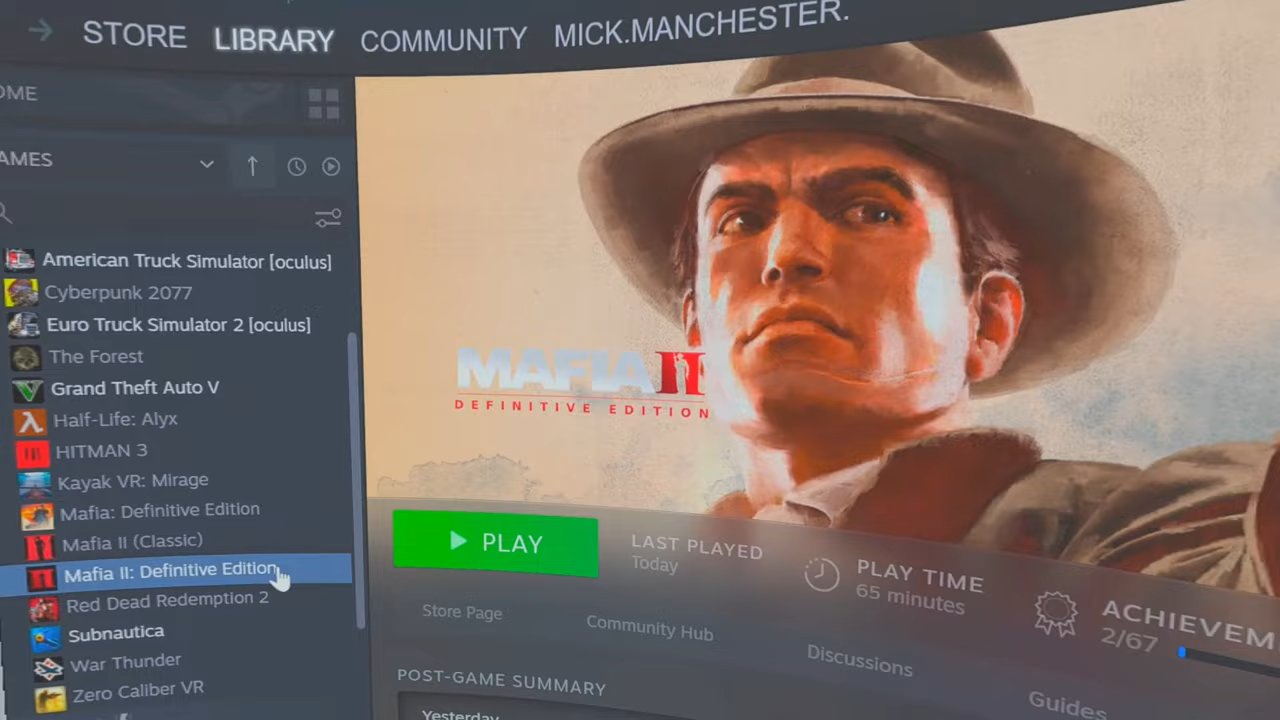 STORE LIBRARY COMMUNITY MICK.MANCHESTER.
OME
AMES
American Truck Simulator [oculus]
Cyberpunk 2077
Euro Truck Simulator 2 [oculus]
The Forest
Grand Theft Auto V
Half-Life: Alyx
HITMAN 3
Kayak VR: Mirage
Mafia: Definitive Edition
Mafia II (Classic)
Mafia II: Definitive Edition
Red Dead Redemption 2
Subnautica
War Thunder
Zero Caliber VR
MAFIA II
DEFINITIVE EDITION
PLAY
LAST PLAYED
Today
PLAY TIME
65 minutes
ACHIEVEM
2/67
Store Page
Community Hub
Discussions
Guides
POST-GAME SUMMARY
Yesterday